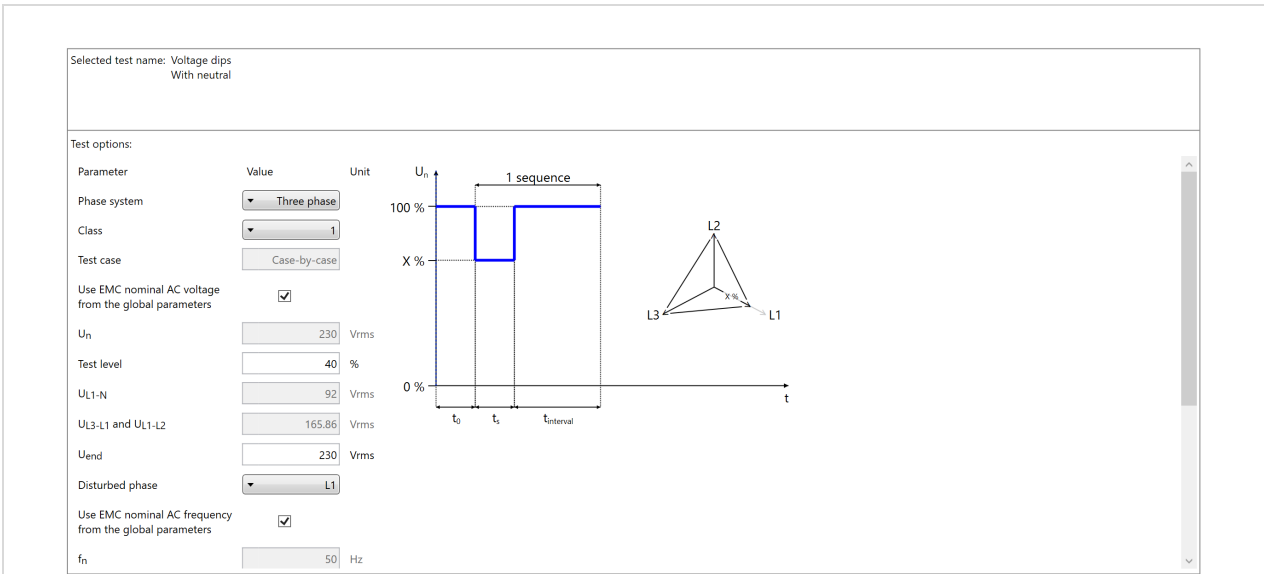 Selected test name: Voltage dips
With neutral
Test options:
Parameter Value Unit
Phase system Three phase
Class 1
Test case Case-by-case
Use EMC nominal AC voltage
from the global parameters
Un 230 Vrms
Test level 40 %
UL1-N 92 Vrms
UL3-L1 and UL1-L2 165.86 Vrms
Uend 230 Vrms
Disturbed phase L1
Use EMC nominal AC frequency
from the global parameters
fn 50 Hz
Un
1 sequence
100 %
X %
0 %
t
t0 ts tinterval
L2
X %
L3 L1